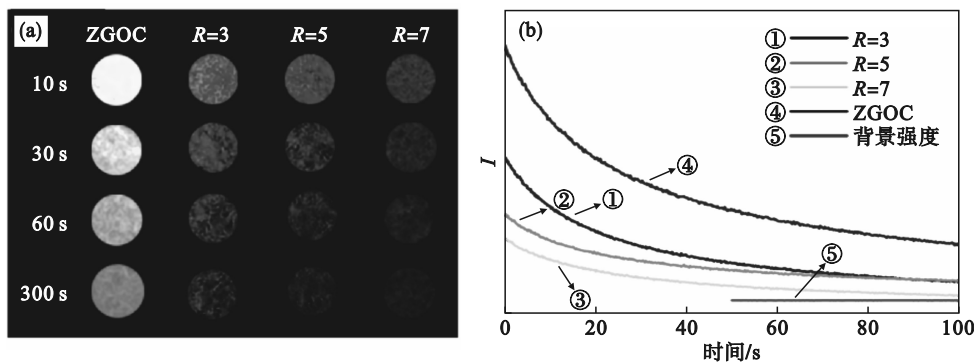 (a)
ZGOC R=3 R=5 R=7
10 s
30 s
60 s
300 s
(b)
① R=3
② R=5
③ R=7
④ ZGOC
⑤ 背景强度
④
② ①
⑤
③
I
0 20 40 60 80 100
时间/s